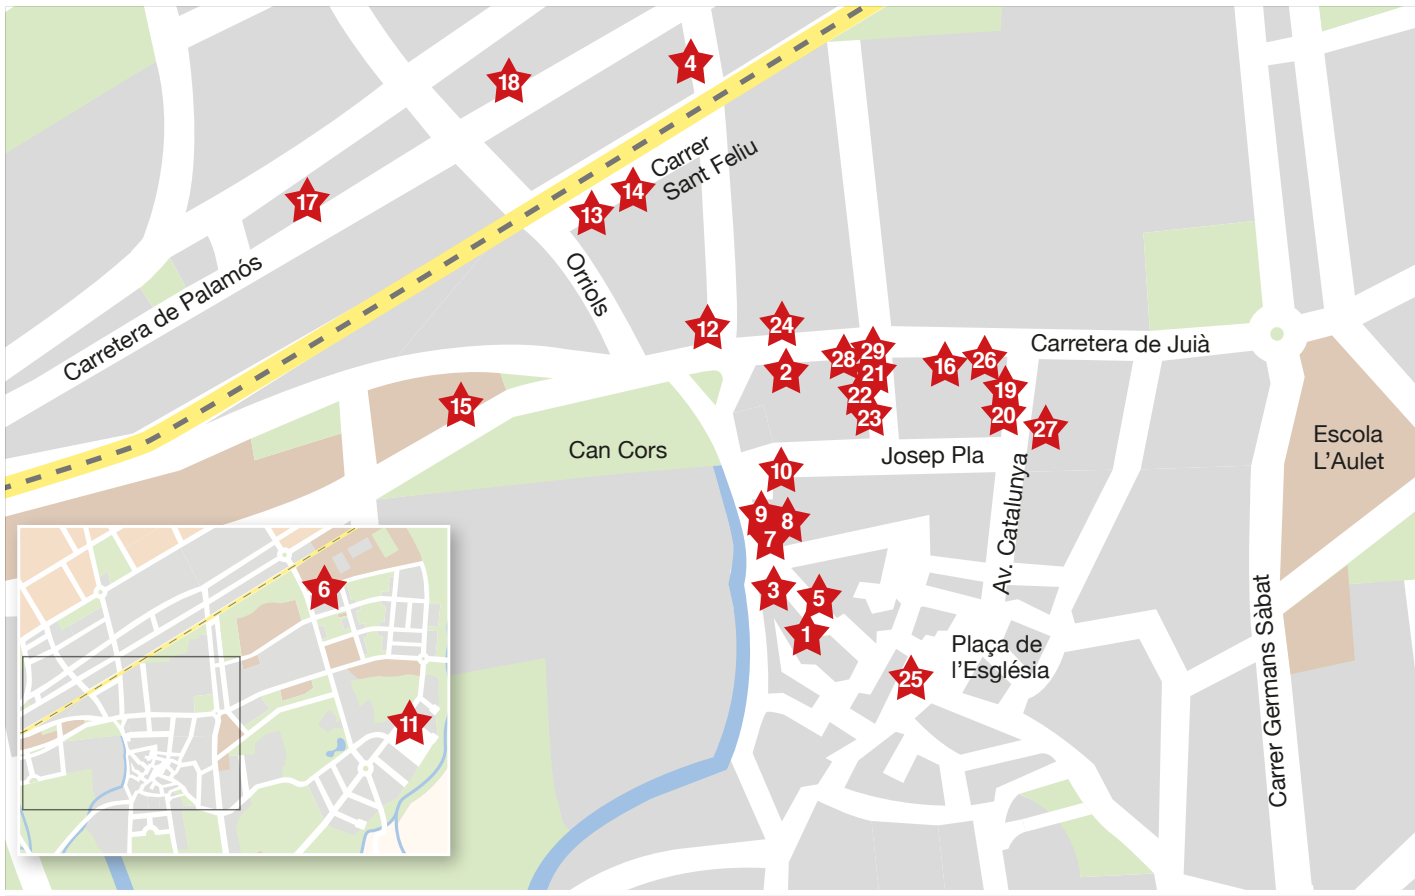 4
18
Carrer
Sant Feliu
14
17
13
Orriols
Carretera de Palamós
12
24
Carretera de Juià
28
29
2
21
16
26
22
19
15
23
20
27
Can Cors
Josep Pla
Escola
L'Aulet
10
9
8
7
Av. Catalunya
3
5
6
1
Plaça de
l'Església
25
Carrer Germans Sàbat
11